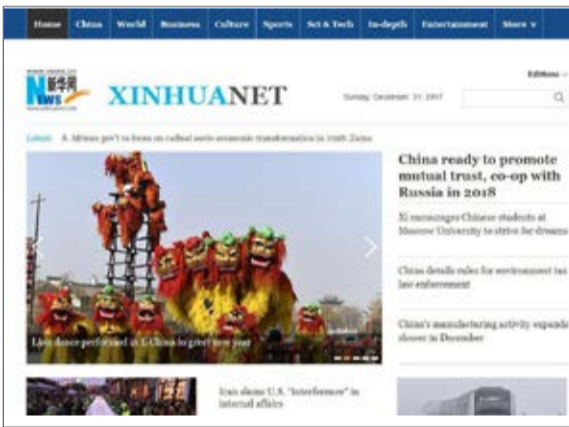 Home China World Business Culture Sports Sci & Tech In-depth Entertainment More v
Editions
新华网
NEWS
XINHUANET
Sunday, December 31, 2017
Latest: S. African gov't to focus on radical socio-economic transformation in 2018: Zuma
China ready to promote
mutual trust, co-op with
Russia in 2018
Xi encourages Chinese students at
Moscow University to strive for dreams
China details rules for environment tax
law enforcement
China's manufacturing activity expands
slower in December
Lion dance performed in China to greet new year
Iran slams U.S. "interference" in
internal affairs